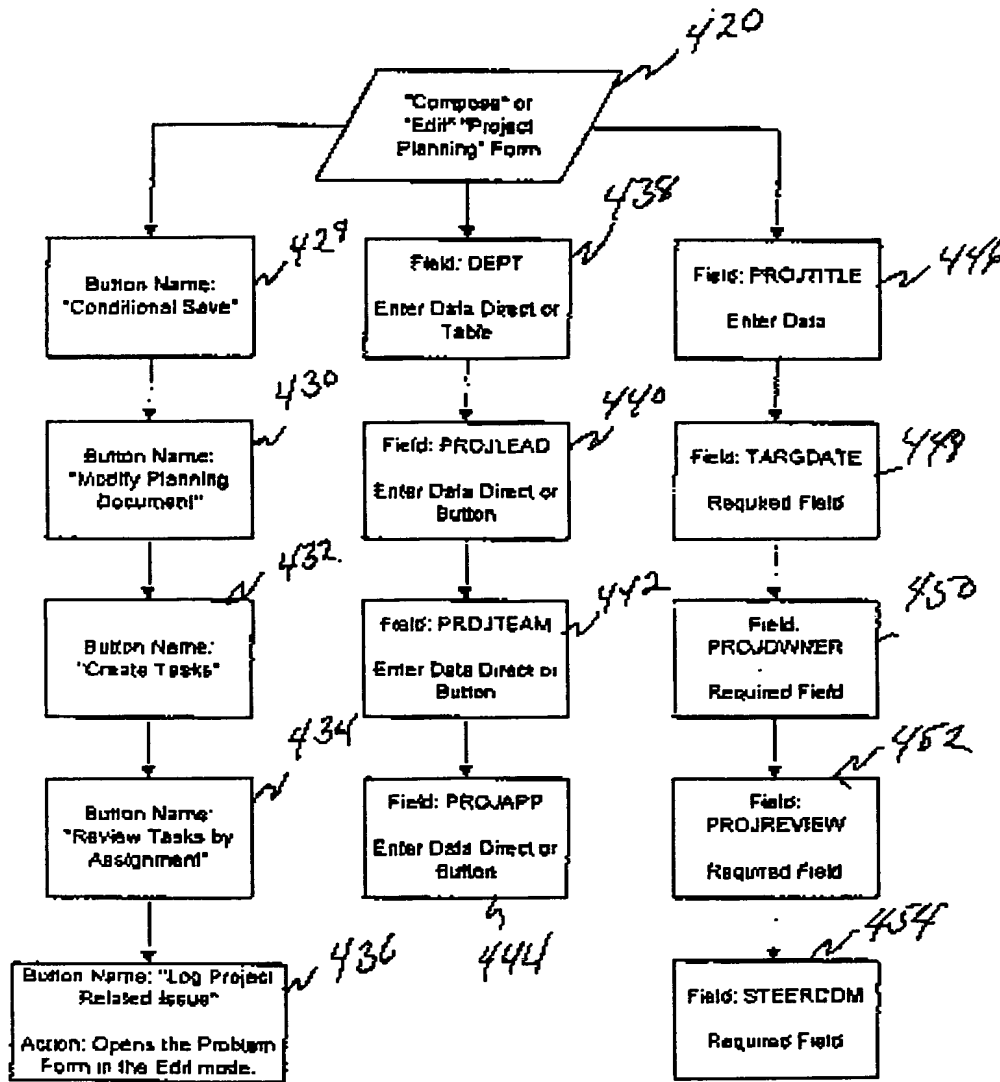 420
"Compose" or
"Edit" "Project
Planning" Form
428
Button Name:
"Conditional Save"
438
Field: DEPT
Enter Data Direct or
Table
446
Field: PROJTITLE
Enter Data
430
Button Name:
"Modify Planning
Document"
440
Field: PROJLEAD
Enter Data Direct or
Button
448
Field: TARGDATE
Required Field
432
Button Name:
"Create Tasks"
442
Field: PROJTEAM
Enter Data Direct or
Button
450
Field:
PROJOWNER
Required Field
434
Button Name:
"Review Tasks by
Assignment"
Field: PROJAPP
Enter Data Direct or
Button
444
452
Field:
PROJREVIEW
Required Field
436
Button Name: "Log Project
Related Issue"
Action: Opens the Problem
Form in the Edit mode.
454
Field: STEERCOM
Required Field